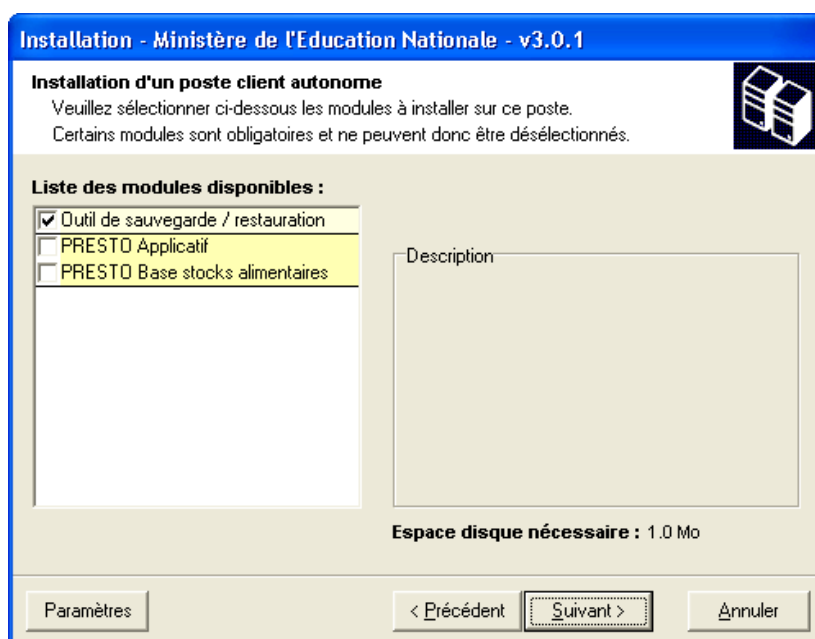 Installation - Ministère de l'Education Nationale - v3.0.1
Installation d'un poste client autonome
Veuillez sélectionner ci-dessous les modules à installer sur ce poste.
Certains modules sont obligatoires et ne peuvent donc être désélectionnés.
Liste des modules disponibles :
Outil de sauvegarde / restauration
PRESTO Applicatif
PRESTO Base stocks alimentaires
Description
Espace disque nécessaire : 1.0 Mo
Paramètres
< Précédent
Suivant >
Annuler